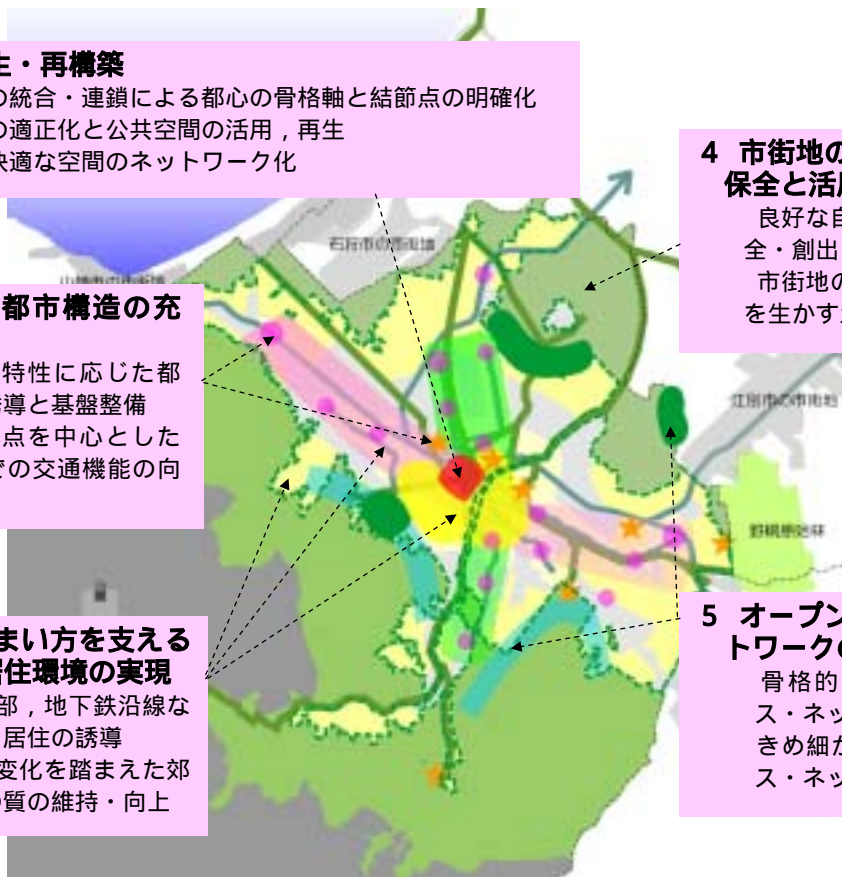 生・再構築
の統合・連鎖による都心の骨格軸と結節点の明確化
の適正化と公共空間の活用，再生
快適な空間のネットワーク化
4 市街地の
保全と活用
良好な自
全・創出
市街地の
を生かす
石狩市の市街地
小樽市の市街地
都市構造の充
特性に応じた都
誘導と基盤整備
点を中心とした
での交通機能の向
江別市の市街地
野幌原始林
まい方を支える
居住環境の実現
部，地下鉄沿線な
居住の誘導
変化を踏まえた郊
の質の維持・向上
5 オープン
トワークの
骨格的
ス・ネッ
きめ細か
ス・ネッ